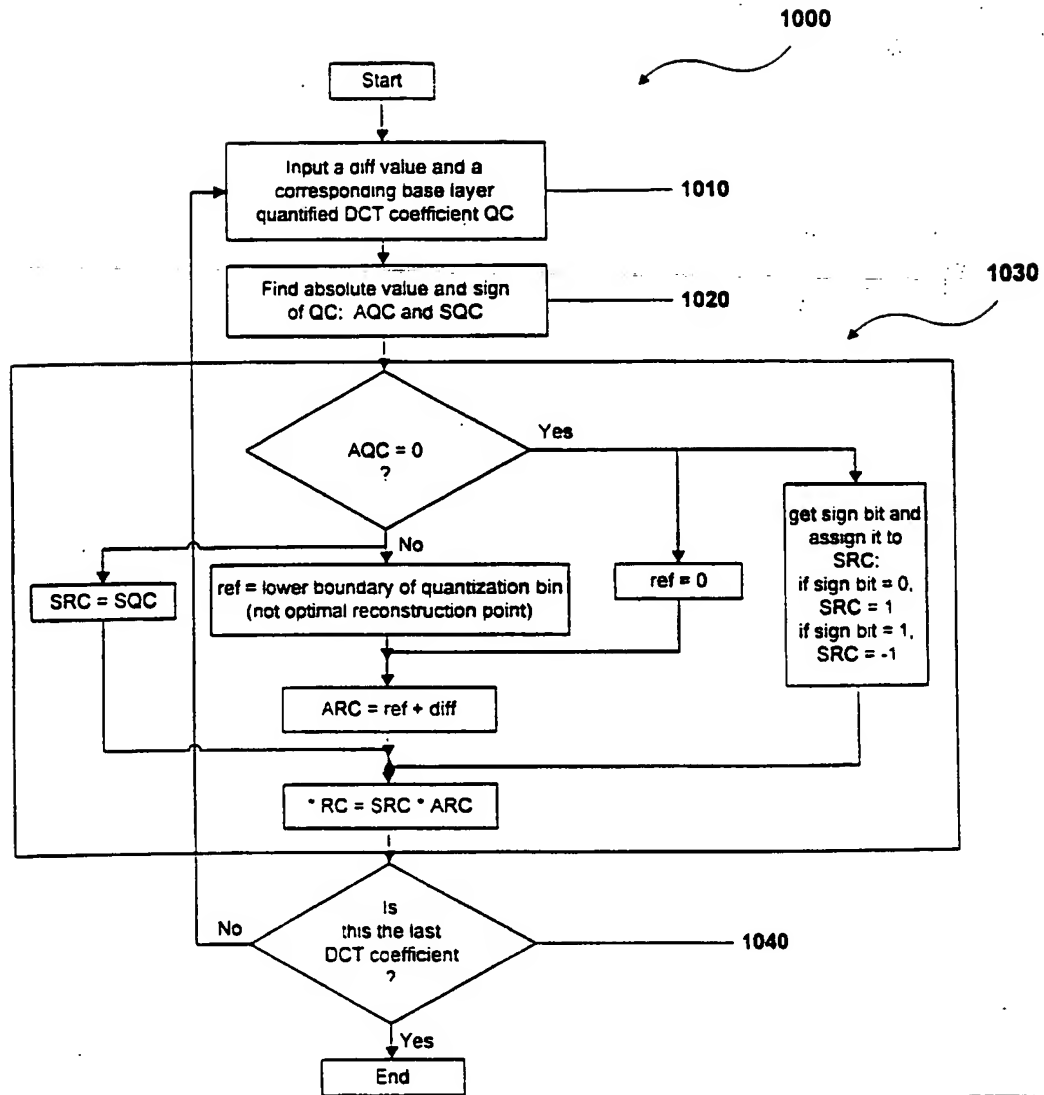 1000
Start
Input a diff value and a
corresponding base layer
quantified DCT coefficient QC
1010
Find absolute value and sign
of QC: AQC and SQC
1020
1030
AQC = 0
?
Yes
No
SRC = SQC
ref = lower boundary of quantization bin
(not optimal reconstruction point)
ref = 0
get sign bit and
assign it to
SRC:
if sign bit = 0,
SRC = 1
if sign bit = 1,
SRC = -1
ARC = ref + diff
* RC = SRC * ARC
Is
this the last
DCT coefficient
?
No
1040
Yes
End